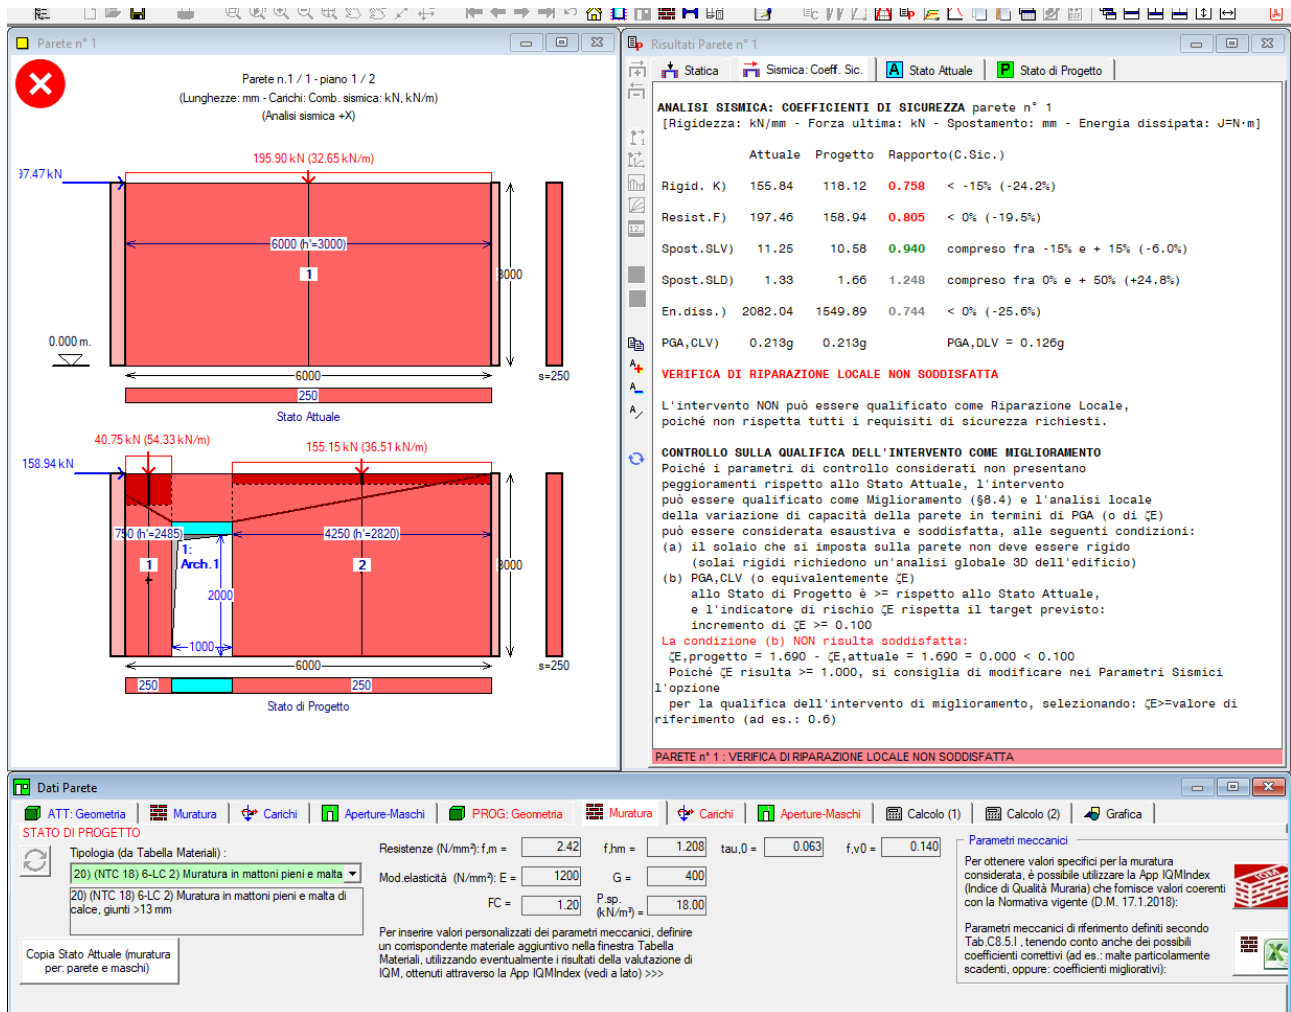 Parete n° 1
Parete n.1 / 1 - piano 1 / 2
(Lunghezze: mm - Carichi: Comb. sismica: kN, kN/m)
(Analisi sismica +X)
195.90 kN (32.65 kN/m)
97.47 kN
6000 (h'=3000)
1
3000
0.000 m.
6000
s=250
250
Stato Attuale
40.75 kN (54.33 kN/m)
155.15 kN (36.51 kN/m)
158.94 kN
750 (h'=2485)
4250 (h'=2820)
1:
Arch.1
1
2
3000
2000
1000
6000
s=250
250
250
Stato di Progetto
Risultati Parete n° 1
Statica
Sismica: Coeff. Sic.
A Stato Attuale
P Stato di Progetto
ANALISI SISMICA: COEFFICIENTI DI SICUREZZA parete n° 1
[Rigidezza: kN/mm - Forza ultima: kN - Spostamento: mm - Energia dissipata: J=N·m]
Attuale Progetto Rapporto(C.Sic.)
Rigid. K) 155.84 118.12 0.758 < -15% (-24.2%)
Resist.F) 197.46 158.94 0.805 < 0% (-19.5%)
Spost.SLV) 11.25 10.58 0.940 compreso fra -15% e + 15% (-6.0%)
Spost.SLD) 1.33 1.66 1.248 compreso fra 0% e + 50% (+24.8%)
En.diss.) 2082.04 1549.89 0.744 < 0% (-25.6%)
PGA,CLV) 0.213g 0.213g PGA,DLV = 0.126g
VERIFICA DI RIPARAZIONE LOCALE NON SODDISFATTA
L'intervento NON può essere qualificato come Riparazione Locale,
poiché non rispetta tutti i requisiti di sicurezza richiesti.
CONTROLLO SULLA QUALIFICA DELL'INTERVENTO COME MIGLIORAMENTO
Poiché i parametri di controllo considerati non presentano
peggioramenti rispetto allo Stato Attuale, l'intervento
può essere qualificato come Miglioramento (§8.4) e l'analisi locale
della variazione di capacità della parete in termini di PGA (o di ζE)
può essere considerata esaustiva e soddisfatta, alle seguenti condizioni:
(a) il solaio che si imposta sulla parete non deve essere rigido
(solai rigidi richiedono un'analisi globale 3D dell'edificio)
(b) PGA,CLV (o equivalentemente ζE)
allo Stato di Progetto è >= rispetto allo Stato Attuale,
e l'indicatore di rischio ζE rispetta il target previsto:
incremento di ζE >= 0.100
La condizione (b) NON risulta soddisfatta:
ζE,progetto = 1.690 - ζE,attuale = 1.690 = 0.000 < 0.100
Poiché ζE risulta >= 1.000, si consiglia di modificare nei Parametri Sismici
l'opzione
per la qualifica dell'intervento di miglioramento, selezionando: ζE>=valore di
riferimento (ad es.: 0.6)
PARETE n° 1 : VERIFICA DI RIPARAZIONE LOCALE NON SODDISFATTA
Dati Parete
ATT: Geometria
Muratura
Carichi
Aperture-Maschi
PROG: Geometria
Muratura
Carichi
Aperture-Maschi
Calcolo (1)
Calcolo (2)
Grafica
STATO DI PROGETTO
Tipologia (da Tabella Materiali) :
20) (NTC 18) 6-LC 2) Muratura in mattoni pieni e malta
20) (NTC 18) 6-LC 2) Muratura in mattoni pieni e malta di
calce, giunti >13 mm
Copia Stato Attuale (muratura
per: parete e maschi)
Resistenze (N/mm²): f,m = 2.42 f,hm = 1.208 tau,0 = 0.063 f,v0 = 0.140
Mod.elasticità (N/mm²): E = 1200 G = 400
FC = 1.20 P.sp. (kN/m³) = 18.00
Per inserire valori personalizzati dei parametri meccanici, definire
un corrispondente materiale aggiuntivo nella finestra Tabella
Materiali, utilizzando eventualmente i risultati della valutazione di
IQM, ottenuti attraverso la App IQMIndex (vedi a lato) >>>
Parametri meccanici
Per ottenere valori specifici per la muratura
considerata, è possibile utilizzare la App IQMIndex
(Indice di Qualità Muraria) che fornisce valori coerenti
con la Normativa vigente (D.M. 17.1.2018):
IQM
Parametri meccanici di riferimento definiti secondo
Tab.C8.5.I , tenendo conto anche dei possibili
coefficienti correttivi (ad es.: malte particolarmente
scadenti, oppure: coefficienti migliorativi):